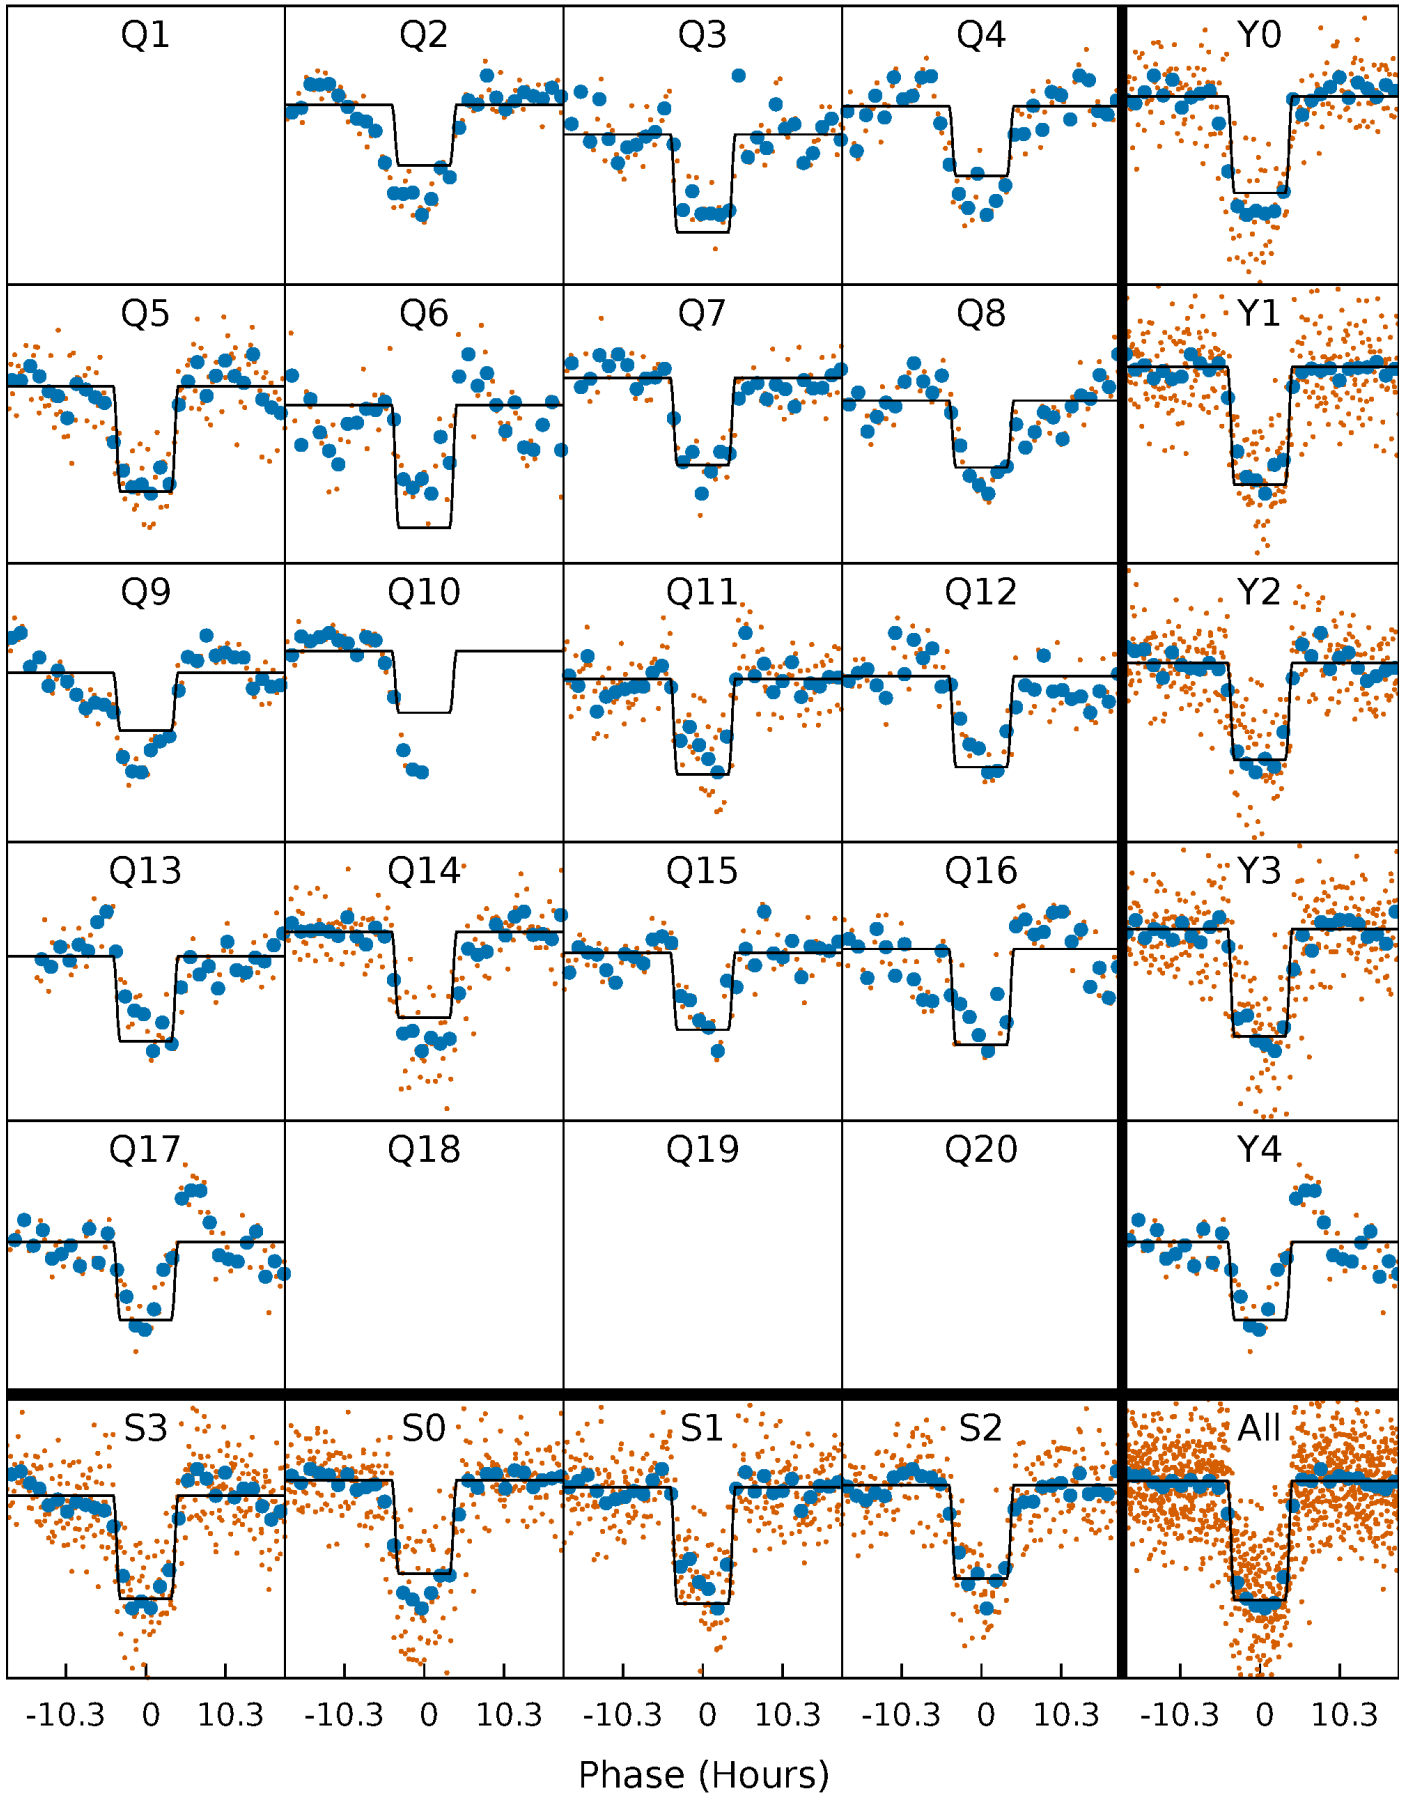 Q1 Q2 Q3 Q4 Y0
Q5 Q6 Q7 Q8 Y1
Q9 Q10 Q11 Q12 Y2
Q13 Q14 Q15 Q16 Y3
Q17 Q18 Q19 Q20 Y4
S3 S0 S1 S2 All
-10.3 0 10.3 -10.3 0 10.3 -10.3 0 10.3 -10.3 0 10.3 -10.3 0 10.3
Phase (Hours)